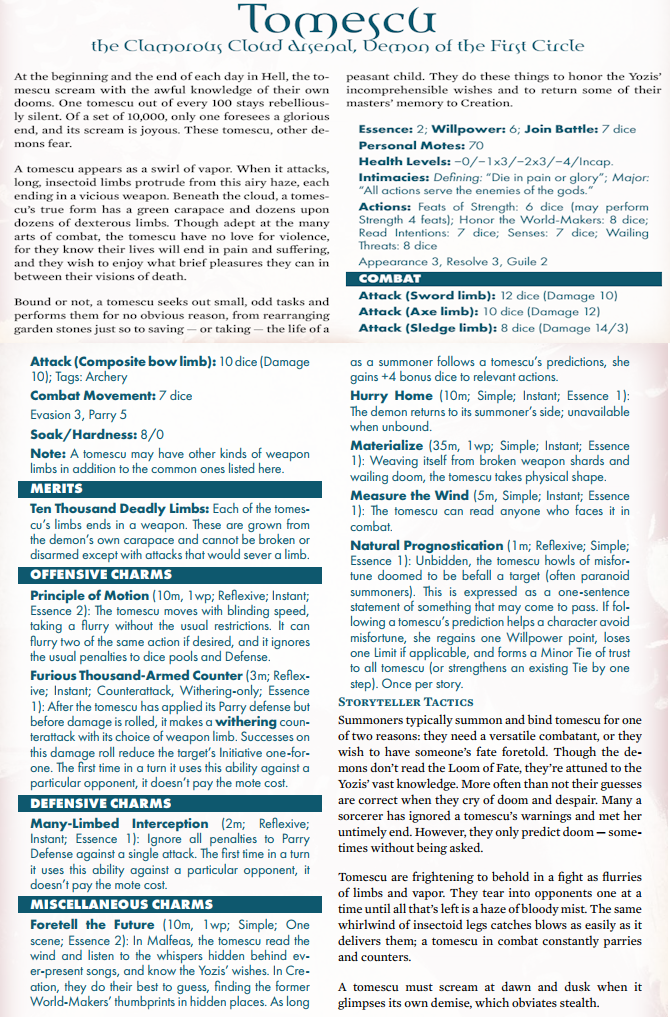 Tomescu
the Clamorous Cloud Arsenal, Demon of the First Circle
At the beginning and the end of each day in Hell, the to-
mescu scream with the awful knowledge of their own
dooms. One tomescu out of every 100 stays rebellious-
ly silent. Of a set of 10,000, only one foresees a glorious
end, and its scream is joyous. These tomescu, other de-
mons fear.
A tomescu appears as a swirl of vapor. When it attacks,
long, insectoid limbs protrude from this airy haze, each
ending in a vicious weapon. Beneath the cloud, a tomes-
cu's true form has a green carapace and dozens upon
dozens of dexterous limbs. Though adept at the many
arts of combat, the tomescu have no love for violence,
for they know their lives will end in pain and suffering,
and they wish to enjoy what brief pleasures they can in
between their visions of death.
Bound or not, a tomescu seeks out small, odd tasks and
performs them for no obvious reason, from rearranging
garden stones just so to saving — or taking — the life of a
peasant child. They do these things to honor the Yozis'
incomprehensible wishes and to return some of their
masters' memory to Creation.
Essence: 2; Willpower: 6; Join Battle: 7 dice
Personal Motes: 70
Health Levels: −0/−1x3/−2x3/−4/Incap.
Intimacies: Defining: "Die in pain or glory"; Major:
"All actions serve the enemies of the gods."
Actions: Feats of Strength: 6 dice (may perform
Strength 4 feats); Honor the World-Makers: 8 dice;
Read Intentions: 7 dice; Senses: 7 dice; Wailing
Threats: 8 dice
Appearance 3, Resolve 3, Guile 2
COMBAT
Attack (Sword limb): 12 dice (Damage 10)
Attack (Axe limb): 10 dice (Damage 12)
Attack (Sledge limb): 8 dice (Damage 14/3)
Attack (Composite bow limb): 10 dice (Damage
10); Tags: Archery
Combat Movement: 7 dice
Evasion 3, Parry 5
Soak/Hardness: 8/0
Note: A tomescu may have other kinds of weapon
limbs in addition to the common ones listed here.
MERITS
Ten Thousand Deadly Limbs: Each of the tomes-
cu's limbs ends in a weapon. These are grown from
the demon's own carapace and cannot be broken or
disarmed except with attacks that would sever a limb.
OFFENSIVE CHARMS
Principle of Motion (10m, 1wp; Reflexive; Instant;
Essence 2): The tomescu moves with blinding speed,
taking a flurry without the usual restrictions. It can
flurry two of the same action if desired, and it ignores
the usual penalties to dice pools and Defense.
Furious Thousand-Armed Counter (3m; Reflex-
ive; Instant; Counterattack, Withering-only; Essence
1): After the tomescu has applied its Parry defense but
before damage is rolled, it makes a withering coun-
terattack with its choice of weapon limb. Successes on
this damage roll reduce the target's Initiative one-for-
one. The first time in a turn it uses this ability against a
particular opponent, it doesn't pay the mote cost.
DEFENSIVE CHARMS
Many-Limbed Interception (2m; Reflexive;
Instant; Essence 1): Ignore all penalties to Parry
Defense against a single attack. The first time in a turn
it uses this ability against a particular opponent, it
doesn't pay the mote cost.
MISCELLANEOUS CHARMS
Foretell the Future (10m, 1wp; Simple; One
scene; Essence 2): In Malfeas, the tomescu read the
wind and listen to the whispers hidden behind ev-
er-present songs, and know the Yozis' wishes. In Cre-
ation, they do their best to guess, finding the former
World-Makers' thumbprints in hidden places. As long
as a summoner follows a tomescu's predictions, she
gains +4 bonus dice to relevant actions.
Hurry Home (10m; Simple; Instant; Essence 1):
The demon returns to its summoner's side; unavailable
when unbound.
Materialize (35m, 1wp; Simple; Instant; Essence
1): Weaving itself from broken weapon shards and
wailing doom, the tomescu takes physical shape.
Measure the Wind (5m, Simple; Instant; Essence
1): The tomescu can read anyone who faces it in
combat.
Natural Prognostication (1m; Reflexive; Simple;
Essence 1): Unbidden, the tomescu howls of misfor-
tune doomed to be befall a target (often paranoid
summoners). This is expressed as a one-sentence
statement of something that may come to pass. If fol-
lowing a tomescu's prediction helps a character avoid
misfortune, she regains one Willpower point, loses
one Limit if applicable, and forms a Minor Tie of trust
to all tomescu (or strengthens an existing Tie by one
step). Once per story.
Storyteller Tactics
Summoners typically summon and bind tomescu for one
of two reasons: they need a versatile combatant, or they
wish to have someone's fate foretold. Though the de-
mons don't read the Loom of Fate, they're attuned to the
Yozis' vast knowledge. More often than not their guesses
are correct when they cry of doom and despair. Many a
sorcerer has ignored a tomescu's warnings and met her
untimely end. However, they only predict doom — some-
times without being asked.
Tomescu are frightening to behold in a fight as flurries
of limbs and vapor. They tear into opponents one at a
time until all that's left is a haze of bloody mist. The same
whirlwind of insectoid legs catches blows as easily as it
delivers them; a tomescu in combat constantly parries
and counters.
A tomescu must scream at dawn and dusk when it
glimpses its own demise, which obviates stealth.